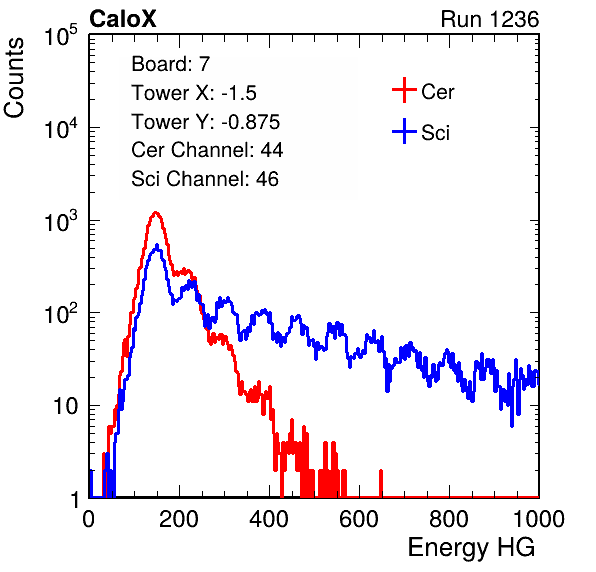 CaloX Run 1236
10^5
Counts
Board: 7
Tower X: -1.5
Tower Y: -0.875
Cer Channel: 44
Sci Channel: 46
Cer
Sci
10^4
10^3
10^2
10
1
0 200 400 600 800 1000
Energy HG